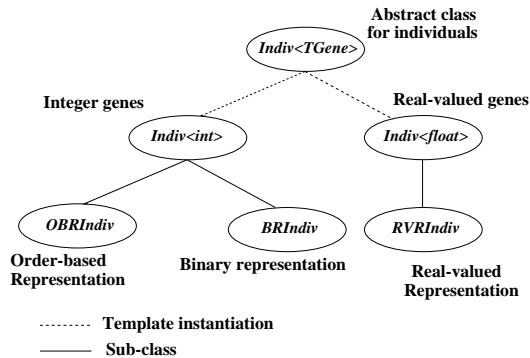 Abstract class
for individuals
Indiv<TGene>
Integer genes
Real-valued genes
Indiv<int>
Indiv<float>
OBRIndiv
BRIndiv
RVRIndiv
Order-based
Representation
Binary representation
Real-valued
Representation
Template instantiation
Sub-class